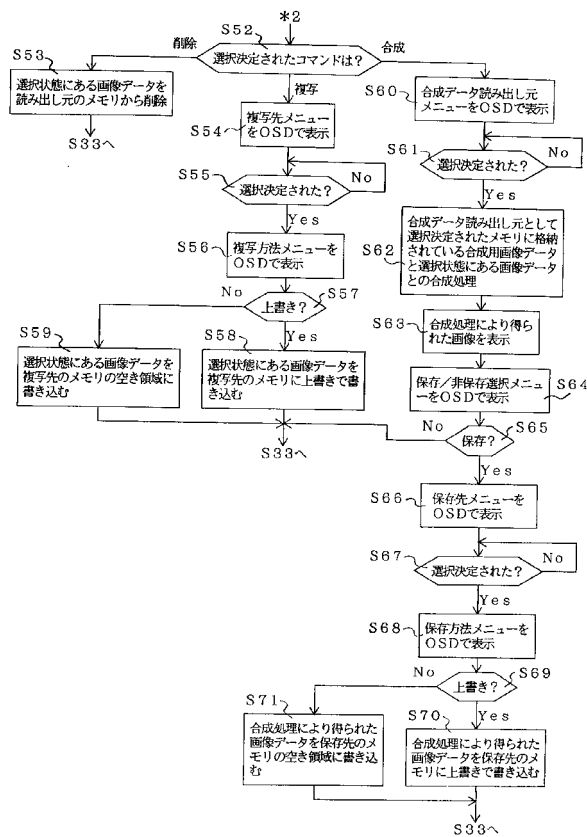 *2
S52
削除
選択決定されたコマンドは？
合成
S53
選択状態にある画像データを
読み出し元のメモリから削除
S33へ
複写
S54
複写先メニュー
をOSDで表示
S55
選択決定された？
No
Yes
S56
複写方法メニューを
OSDで表示
S57
No
上書き？
Yes
S59
選択状態にある画像データを
複写先のメモリの空き領域に
書き込む
S58
選択状態にある画像データを
複写先のメモリに上書きで書
き込む
S33へ
S60
合成データ読み出し元
メニューをOSDで表示
S61
選択決定された？
No
Yes
S62
合成データ読み出し元として
選択決定されたメモリに格納
されている合成用画像データ
と選択状態にある画像データ
との合成処理
S63
合成処理により得ら
れた画像を表示
保存／非保存選択メニュ
ーをOSDで表示
S64
No
保存？
S65
Yes
S66
保存先メニューを
OSDで表示
S67
選択決定された？
No
Yes
S68
保存方法メニューを
OSDで表示
No
上書き？
S69
Yes
S71
合成処理により得られた
画像データを保存先のメ
モリの空き領域に書き込
む
S70
合成処理により得られた
画像データを保存先のメ
モリに上書きで書き込む
S33へ